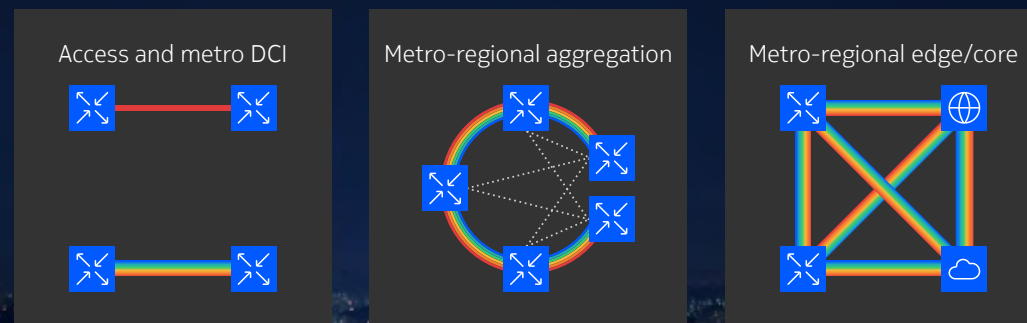 Access and metro DCI
Metro-regional aggregation
Metro-regional edge/core